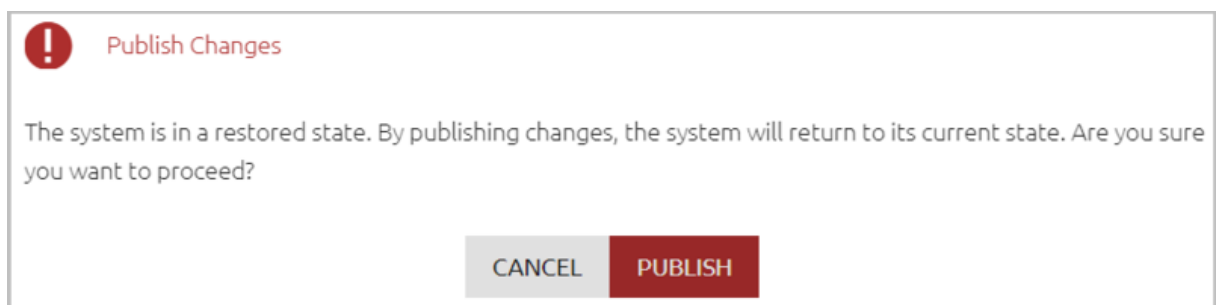 Publish Changes
The system is in a restored state. By publishing changes, the system will return to its current state. Are you sure
you want to proceed?
CANCEL PUBLISH